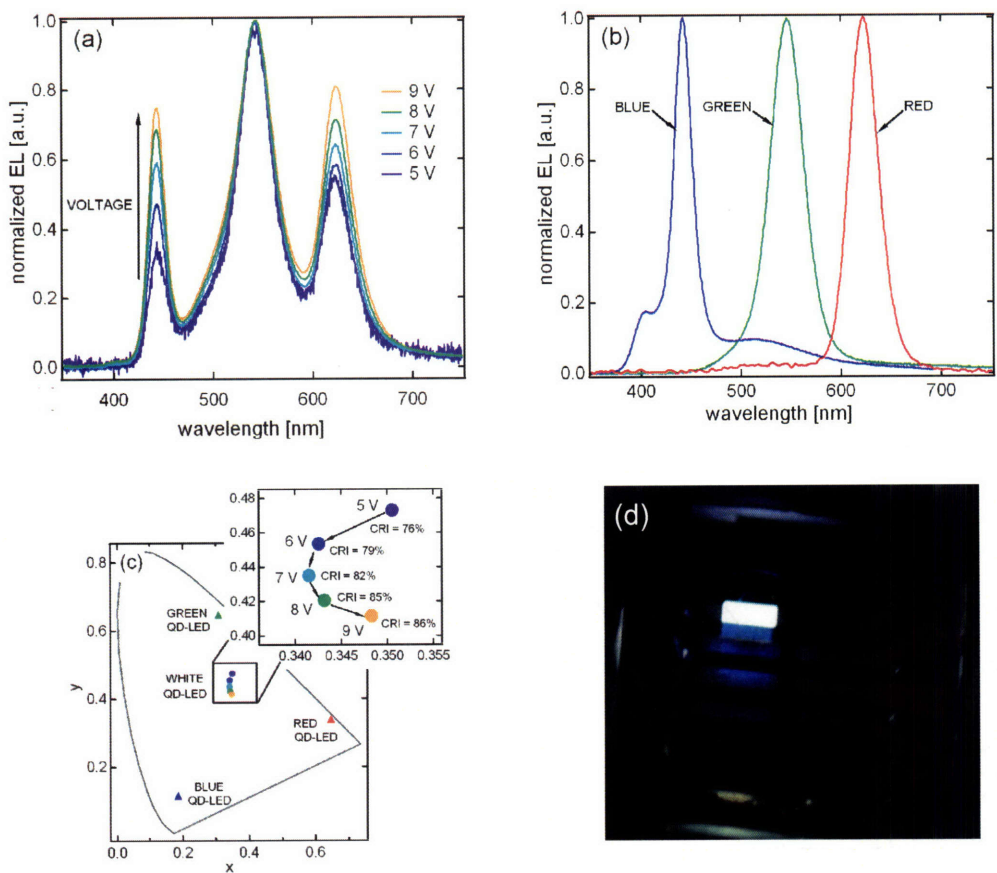 (a)
1.0
0.8
0.6
0.4
0.2
0.0
normalized EL [a.u.]
VOLTAGE
9 V
8 V
7 V
6 V
5 V
400
500
600
700
wavelength [nm]
(b)
1.0
0.8
0.6
0.4
0.2
0.0
normalized EL [a.u.]
BLUE
GREEN
RED
400
500
600
700
wavelength [nm]
(c)
0.8
0.6
0.4
0.2
0.0
y
0.0
0.2
0.4
0.6
x
GREEN
QD-LED
WHITE
QD-LED
RED
QD-LED
BLUE
QD-LED
0.48
0.46
0.44
0.42
0.40
0.340
0.345
0.350
0.355
5 V
CRI = 76%
6 V
CRI = 79%
7 V
CRI = 82%
8 V
CRI = 85%
9 V
CRI = 86%
(d)